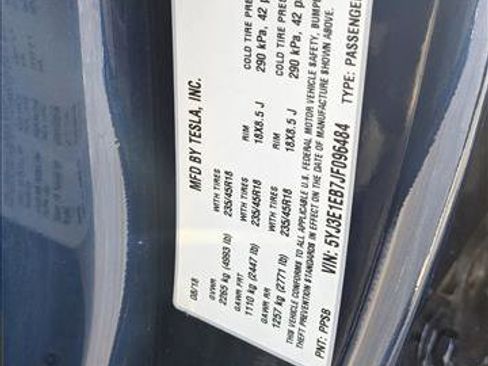 MFD BY TESLA, INC.
08/18
GVWR
2265 kg (4993 lb)
GAWR FRT
1110 kg (2447 lb)
WITH TIRES
235/45R18
RIM
18X8.5 J
COLD TIRE PRE
290 kPa, 42 p
GAWR RR
1257 kg (2771 lb)
WITH TIRES
235/45R18
WITH TIRES
235/45R18
RIM
18X8.5 J
COLD TIRE PRE
290 kPa, 42 p
THIS VEHICLE CONFORMS TO ALL APPLICABLE U.S. FEDERAL MOTOR VEHICLE SAFETY, BUMPE
THEFT PREVENTION STANDARDS IN EFFECT ON THE DATE OF MANUFACTURE SHOWN ABOVE.
VIN: 5YJ3E1EB7JF096484
TYPE: PASSENGE
PNT: PPSB